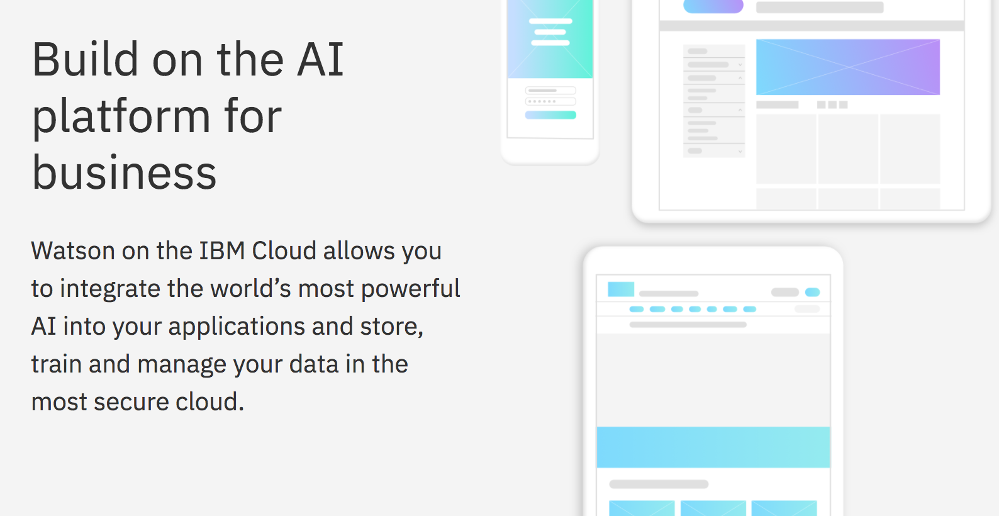 Build on the AI
platform for
business
Watson on the IBM Cloud allows you
to integrate the world’s most powerful
AI into your applications and store,
train and manage your data in the
most secure cloud.